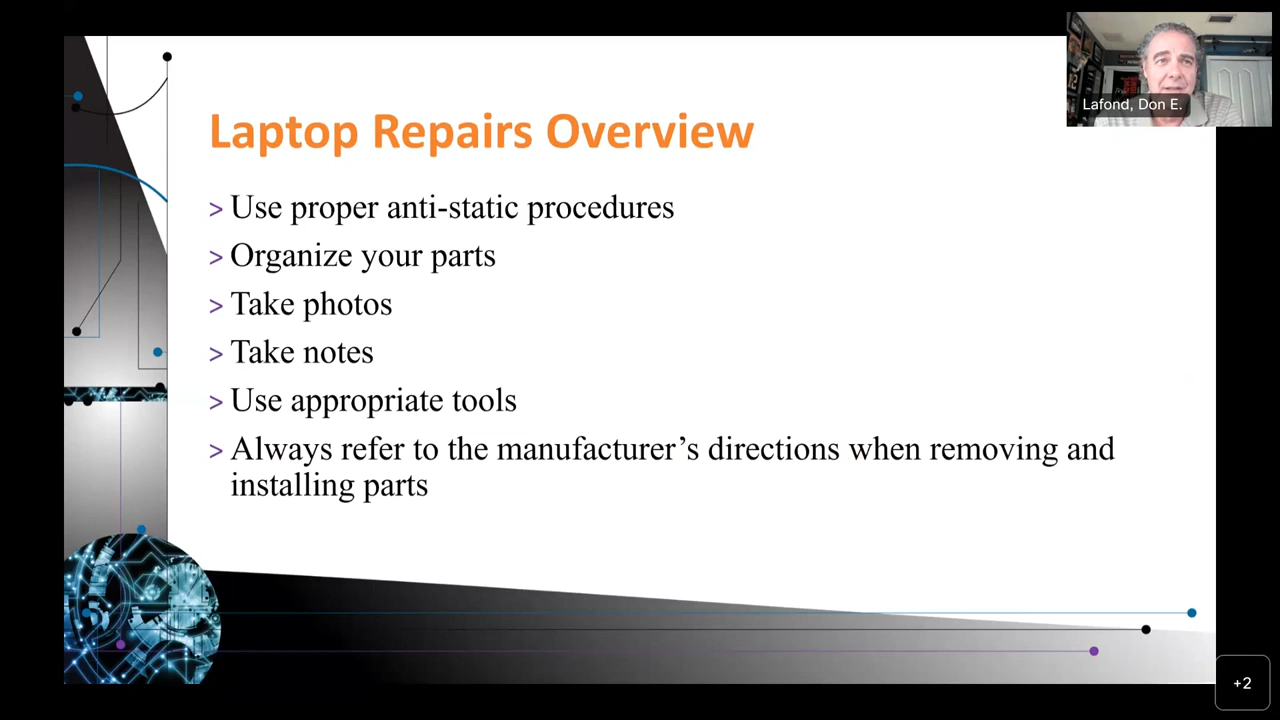 Lafond, Don E.
Laptop Repairs Overview
> Use proper anti-static procedures
> Organize your parts
> Take photos
> Take notes
> Use appropriate tools
> Always refer to the manufacturer’s directions when removing and
installing parts
+2